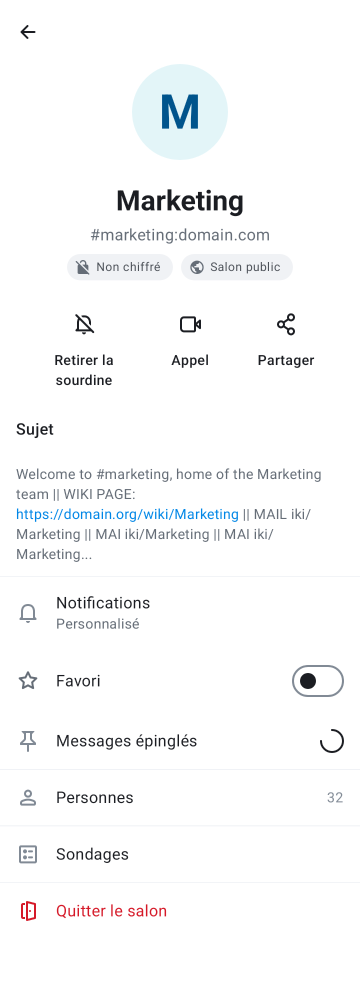 M
Marketing
#marketing:domain.com
Non chiffré
Salon public
Retirer la
sourdine
Appel
Partager
Sujet
Welcome to #marketing, home of the Marketing
team || WIKI PAGE:
https://domain.org/wiki/Marketing || MAIL iki/
Marketing || MAI iki/Marketing || MAI iki/
Marketing...
Notifications
Personnalisé
Favori
Messages épinglés
Personnes 32
Sondages
Quitter le salon